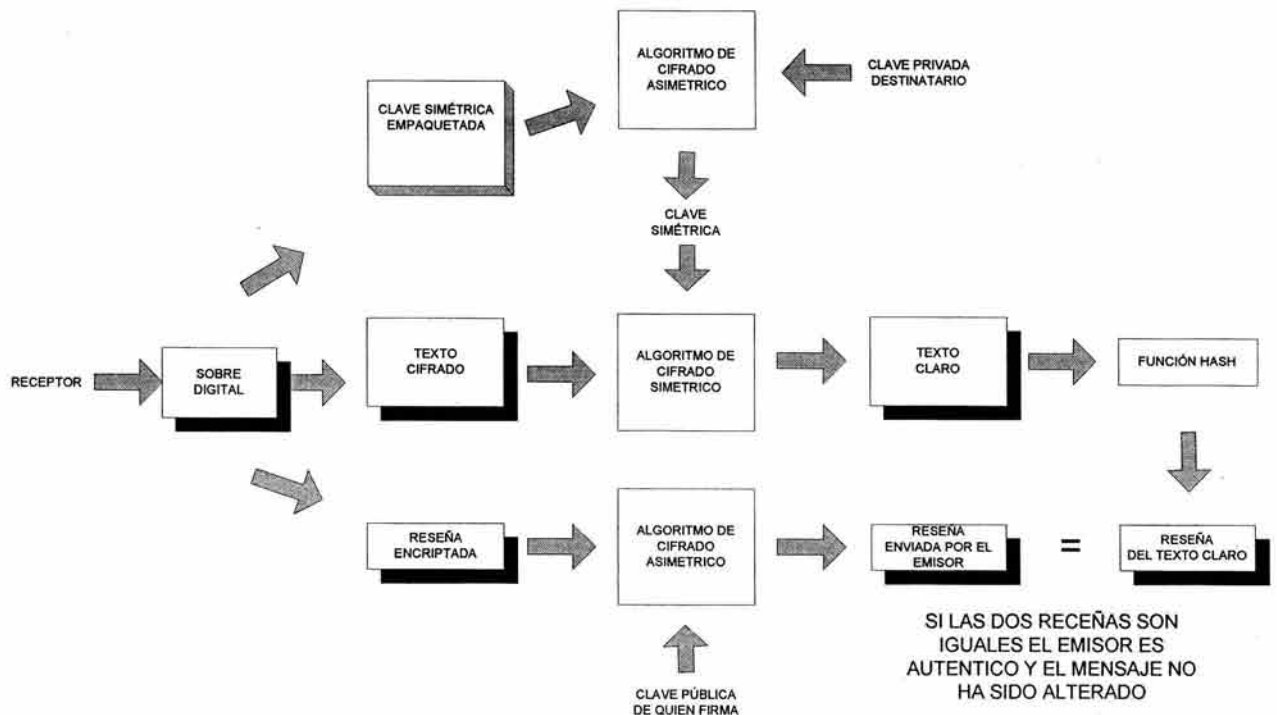 ALGORITMO DE
CIFRADO
ASIMETRICO
CLAVE PRIVADA
DESTINATARIO
CLAVE SIMÉTRICA
EMPAQUETADA
CLAVE
SIMÉTRICA
RECEPTOR
SOBRE
DIGITAL
TEXTO
CIFRADO
ALGORITMO DE
CIFRADO
SIMETRICO
TEXTO
CLARO
FUNCIÓN HASH
RESEÑA
ENCRIPTADA
ALGORITMO DE
CIFRADO
ASIMETRICO
RESEÑA
ENVIADA POR EL
EMISOR
=
RESEÑA
DEL TEXTO CLARO
SI LAS DOS RECEÑAS SON
IGUALES EL EMISOR ES
AUTENTICO Y EL MENSAJE NO
HA SIDO ALTERADO
CLAVE PÚBLICA
DE QUIEN FIRMA